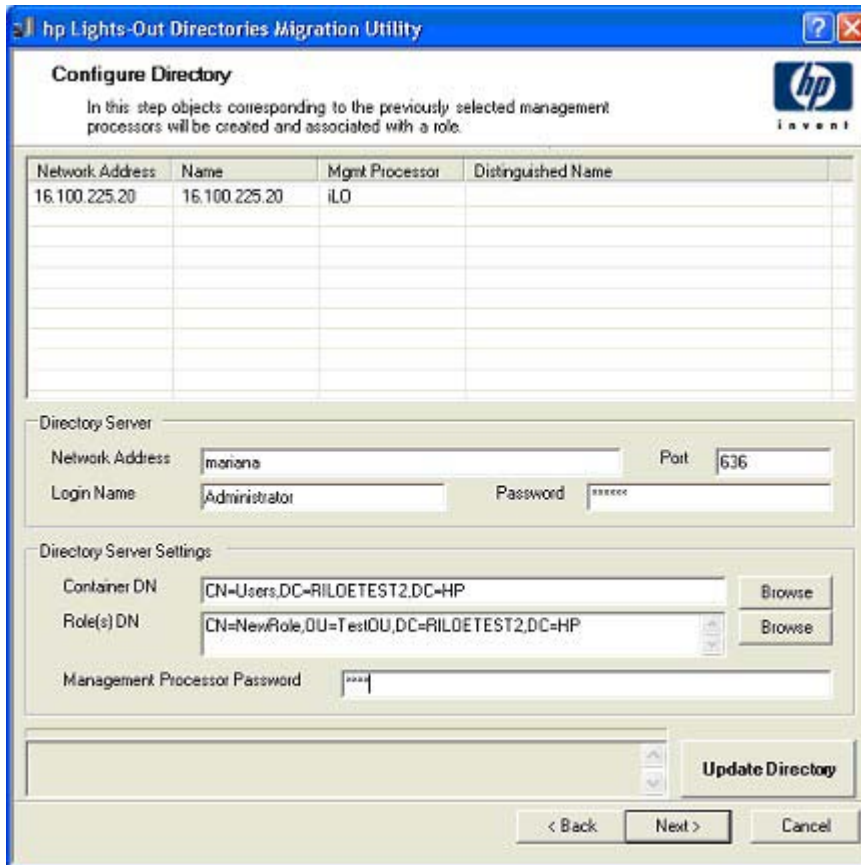 hp Lights-Out Directories Migration Utility
Configure Directory
In this step objects corresponding to the previously selected management
processors will be created and associated with a role.
hp
invent
Network Address Name Mgmt Processor Distinguished Name
16.100.225.20 16.100.225.20 iLO
Directory Server
Network Address mariana Port 636
Login Name Administrator Password ******
Directory Server Settings
Container DN CN=Users,DC=RILOETEST2,DC=HP Browse
Role(s) DN CN=NewRole,OU=TestOU,DC=RILOETEST2,DC=HP Browse
Management Processor Password ****
Update Directory
< Back Next > Cancel